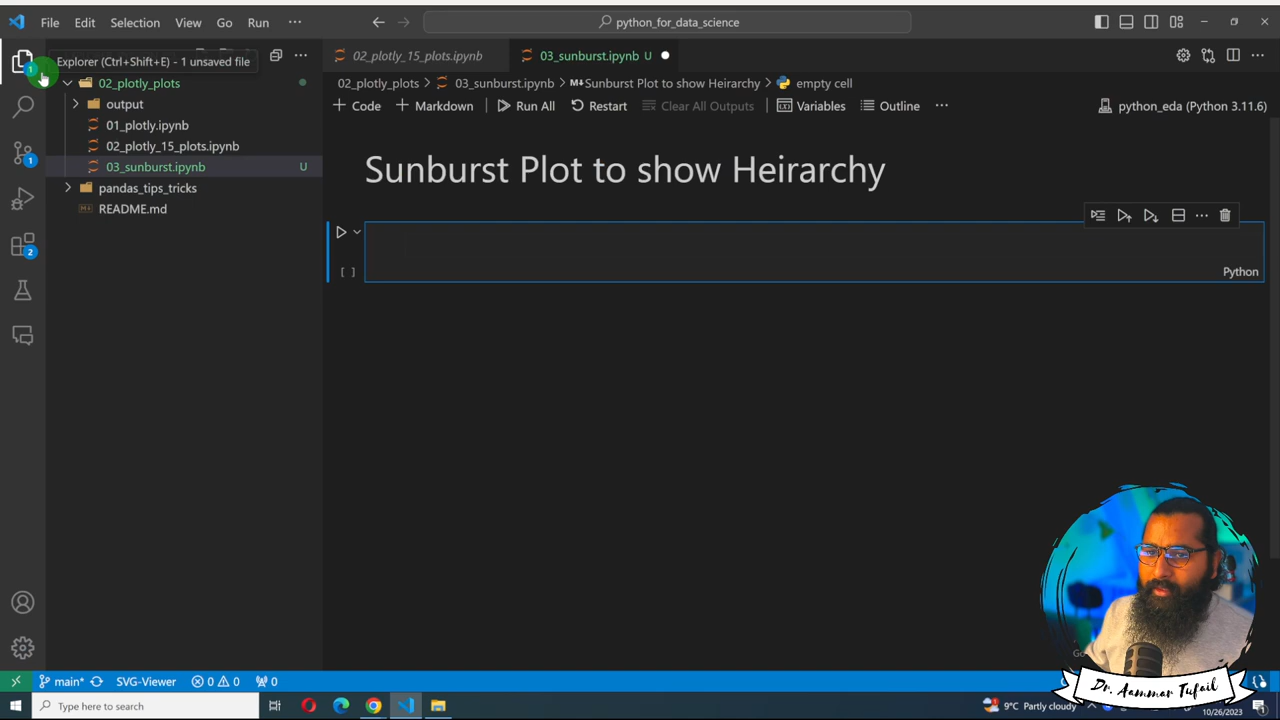 File Edit Selection View Go Run ··· python_for_data_science
Explorer (Ctrl+Shift+E) - 1 unsaved file
1
02_plotly_15_plots.ipynb 03_sunburst.ipynb U
02_plotly_plots
output
01_plotly.ipynb
02_plotly_15_plots.ipynb
03_sunburst.ipynb U
pandas_tips_tricks
README.md
1
2
02_plotly_plots > 03_sunburst.ipynb > M↓Sunburst Plot to show Heirarchy > empty cell
+ Code + Markdown Run All Restart Clear All Outputs Variables Outline ··· python_eda (Python 3.11.6)
Sunburst Plot to show Heirarchy
[ ]
Python
main* SVG-Viewer 0 0 0
Dr. Aammar Tufail
Type here to search
9°C Partly cloudy
10/26/2023
1